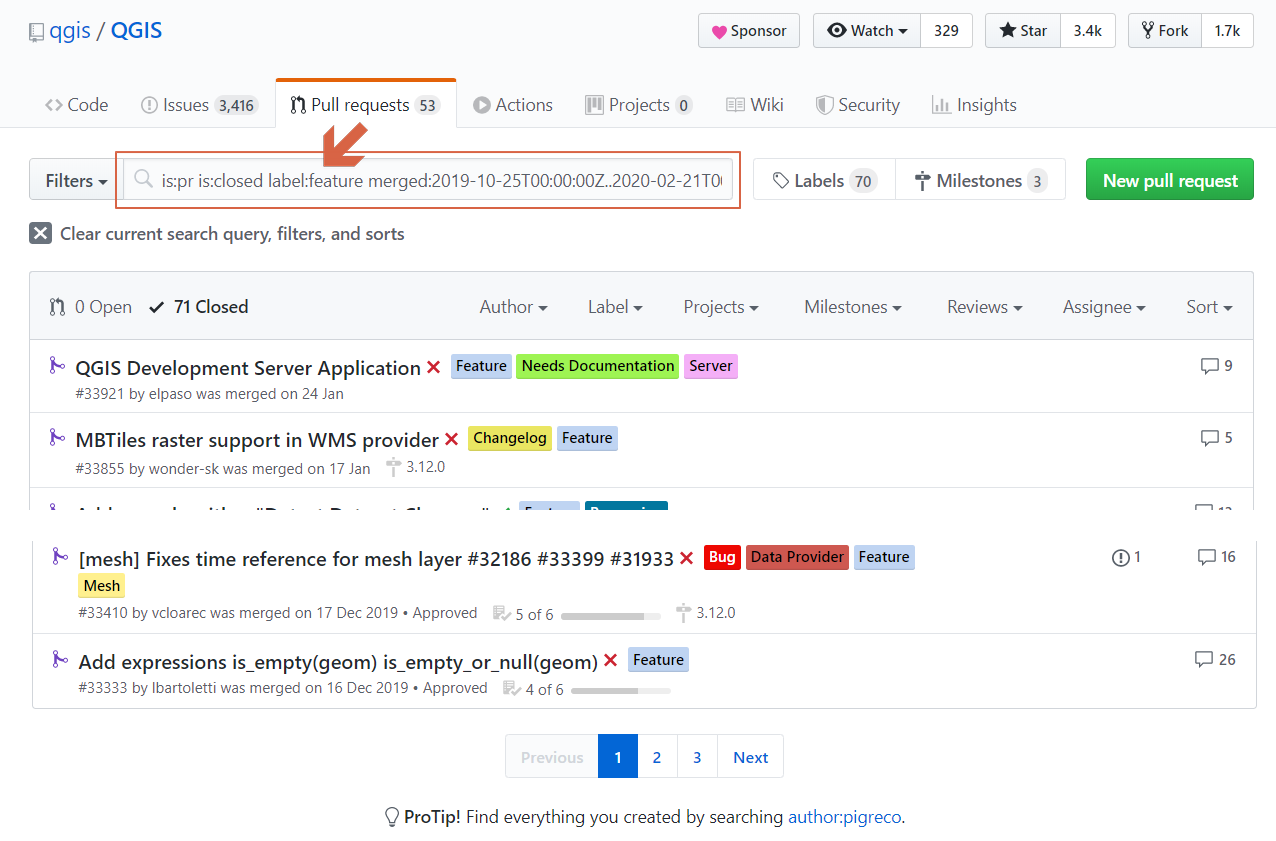 qgis / QGIS
Sponsor Watch 329 Star 3.4k Fork 1.7k
Code Issues 3,416 Pull requests 53 Actions Projects 0 Wiki Security Insights
Filters is:pr is:closed label:feature merged:2019-10-25T00:00:00Z..2020-02-21T00 Labels 70 Milestones 3 New pull request
Clear current search query, filters, and sorts
0 Open 71 Closed Author Label Projects Milestones Reviews Assignee Sort
QGIS Development Server Application Feature Needs Documentation Server 9
#33921 by elpaso was merged on 24 Jan
MBTiles raster support in WMS provider Changelog Feature 5
#33855 by wonder-sk was merged on 17 Jan 3.12.0
[mesh] Fixes time reference for mesh layer #32186 #33399 #31933 Bug Data Provider Feature 1 16
Mesh
#33410 by vcloarec was merged on 17 Dec 2019 • Approved 5 of 6 3.12.0
Add expressions is_empty(geom) is_empty_or_null(geom) Feature 26
#33333 by lbartoletti was merged on 16 Dec 2019 • Approved 4 of 6
Previous 1 2 3 Next
ProTip! Find everything you created by searching author:pigreco.